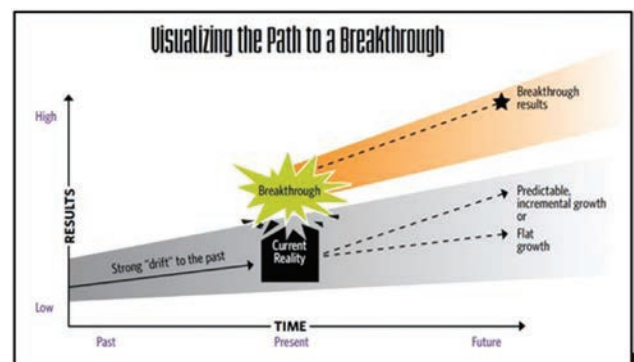 Visualizing the Path to a Breakthrough
High
Breakthrough
results
Breakthrough
Predictable,
incremental growth
or
Flat
growth
RESULTS
Current
Reality
Strong "drift" to the past
Low
TIME
Past
Present
Future